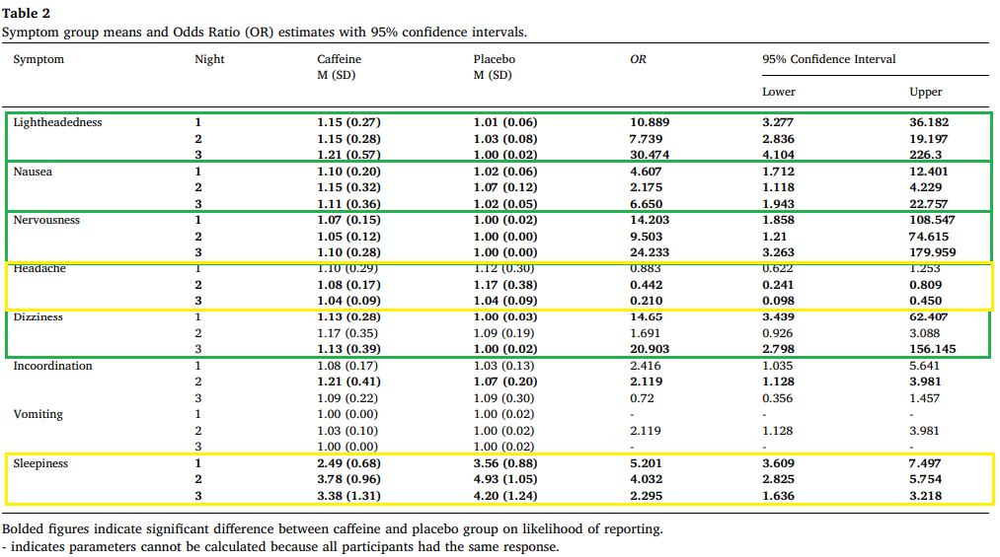 Table 2
Symptom group means and Odds Ratio (OR) estimates with 95% confidence intervals.
Symptom Night Caffeine Placebo OR 95% Confidence Interval
M (SD) M (SD)
Lower Upper
Lightheadedness 1 1.15 (0.27) 1.01 (0.06) 10.889 3.277 36.182
2 1.15 (0.28) 1.03 (0.08) 7.739 2.836 19.197
3 1.21 (0.57) 1.00 (0.02) 30.474 4.104 226.3
Nausea 1 1.10 (0.20) 1.02 (0.06) 4.607 1.712 12.401
2 1.15 (0.32) 1.07 (0.12) 2.175 1.118 4.229
3 1.11 (0.36) 1.02 (0.05) 6.650 1.943 22.757
Nervousness 1 1.07 (0.15) 1.00 (0.02) 14.203 1.858 108.547
2 1.05 (0.12) 1.00 (0.00) 9.503 1.21 74.615
3 1.10 (0.28) 1.00 (0.00) 24.233 3.263 179.959
Headache 1 1.10 (0.29) 1.12 (0.30) 0.883 0.622 1.253
2 1.08 (0.17) 1.17 (0.38) 0.442 0.241 0.809
3 1.04 (0.09) 1.04 (0.09) 0.210 0.098 0.450
Dizziness 1 1.13 (0.28) 1.00 (0.03) 14.65 3.439 62.407
2 1.17 (0.35) 1.09 (0.19) 1.691 0.926 3.088
3 1.13 (0.39) 1.00 (0.02) 20.903 2.798 156.145
Incoordination 1 1.08 (0.17) 1.03 (0.13) 2.416 1.035 5.641
2 1.21 (0.41) 1.07 (0.20) 2.119 1.128 3.981
3 1.09 (0.22) 1.09 (0.30) 0.72 0.356 1.457
Vomiting 1 1.00 (0.00) 1.00 (0.02) - - -
2 1.03 (0.10) 1.00 (0.02) 2.119 1.128 3.981
3 1.00 (0.00) 1.00 (0.02) - - -
Sleepiness 1 2.49 (0.68) 3.56 (0.88) 5.201 3.609 7.497
2 3.78 (0.96) 4.93 (1.05) 4.032 2.825 5.754
3 3.38 (1.31) 4.20 (1.24) 2.295 1.636 3.218
Bolded figures indicate significant difference between caffeine and placebo group on likelihood of reporting.
- indicates parameters cannot be calculated because all participants had the same response.